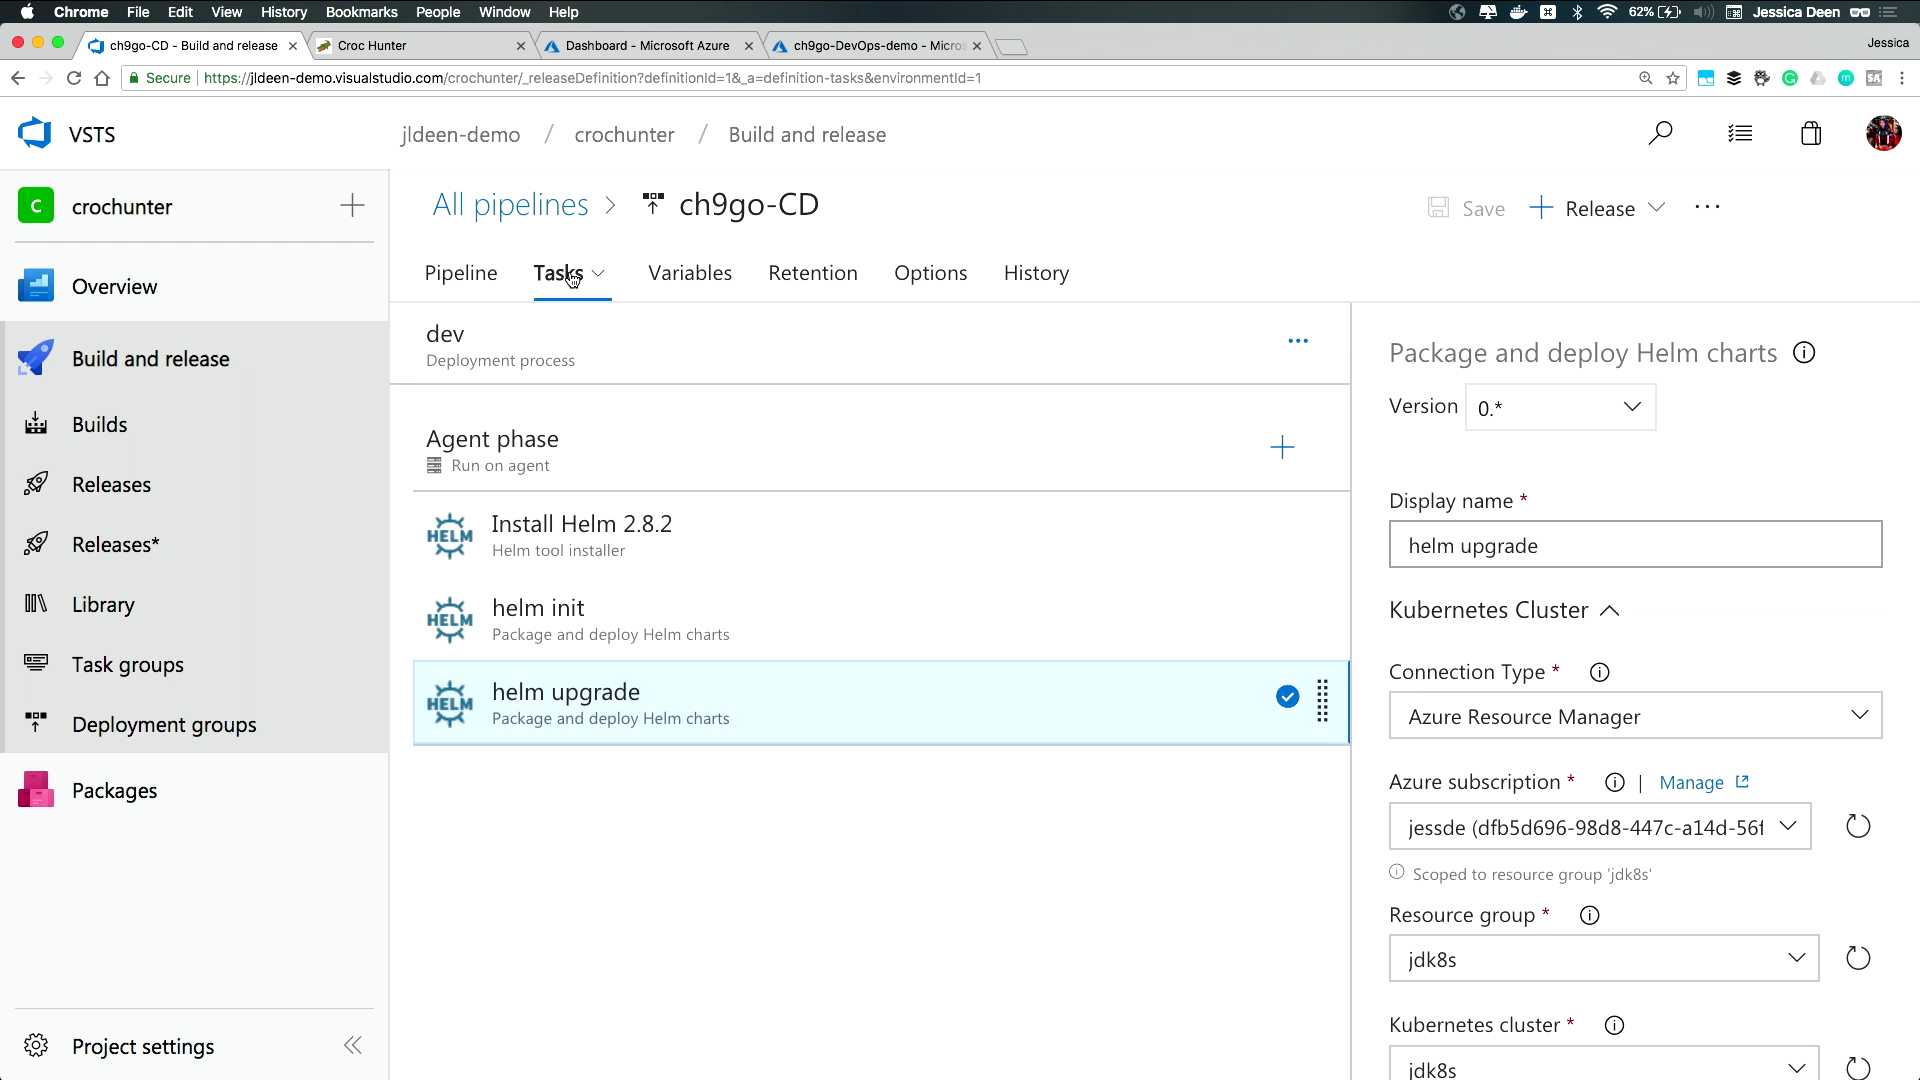 Chrome File Edit View History Bookmarks People Window Help 62% Jessica Deen
ch9go-CD - Build and release Croc Hunter Dashboard - Microsoft Azure ch9go-DevOps-demo - Micros Jessica
Secure https://jldeen-demo.visualstudio.com/crochunter/_releaseDefinition?definitionId=1&_a=definition-tasks&environmentId=1
VSTS jldeen-demo / crochunter / Build and release
C crochunter
Overview
Build and release
Builds
Releases
Releases*
Library
Task groups
Deployment groups
Packages
Project settings
All pipelines > ch9go-CD
Save Release ...
Pipeline Tasks Variables Retention Options History
dev
Deployment process
Agent phase
Run on agent
HELM Install Helm 2.8.2
Helm tool installer
HELM helm init
Package and deploy Helm charts
HELM helm upgrade
Package and deploy Helm charts
Package and deploy Helm charts
Version 0.*
Display name *
helm upgrade
Kubernetes Cluster
Connection Type *
Azure Resource Manager
Azure subscription * | Manage
jessde (dfb5d696-98d8-447c-a14d-56f
Scoped to resource group 'jdk8s'
Resource group *
jdk8s
Kubernetes cluster *
jdk8s